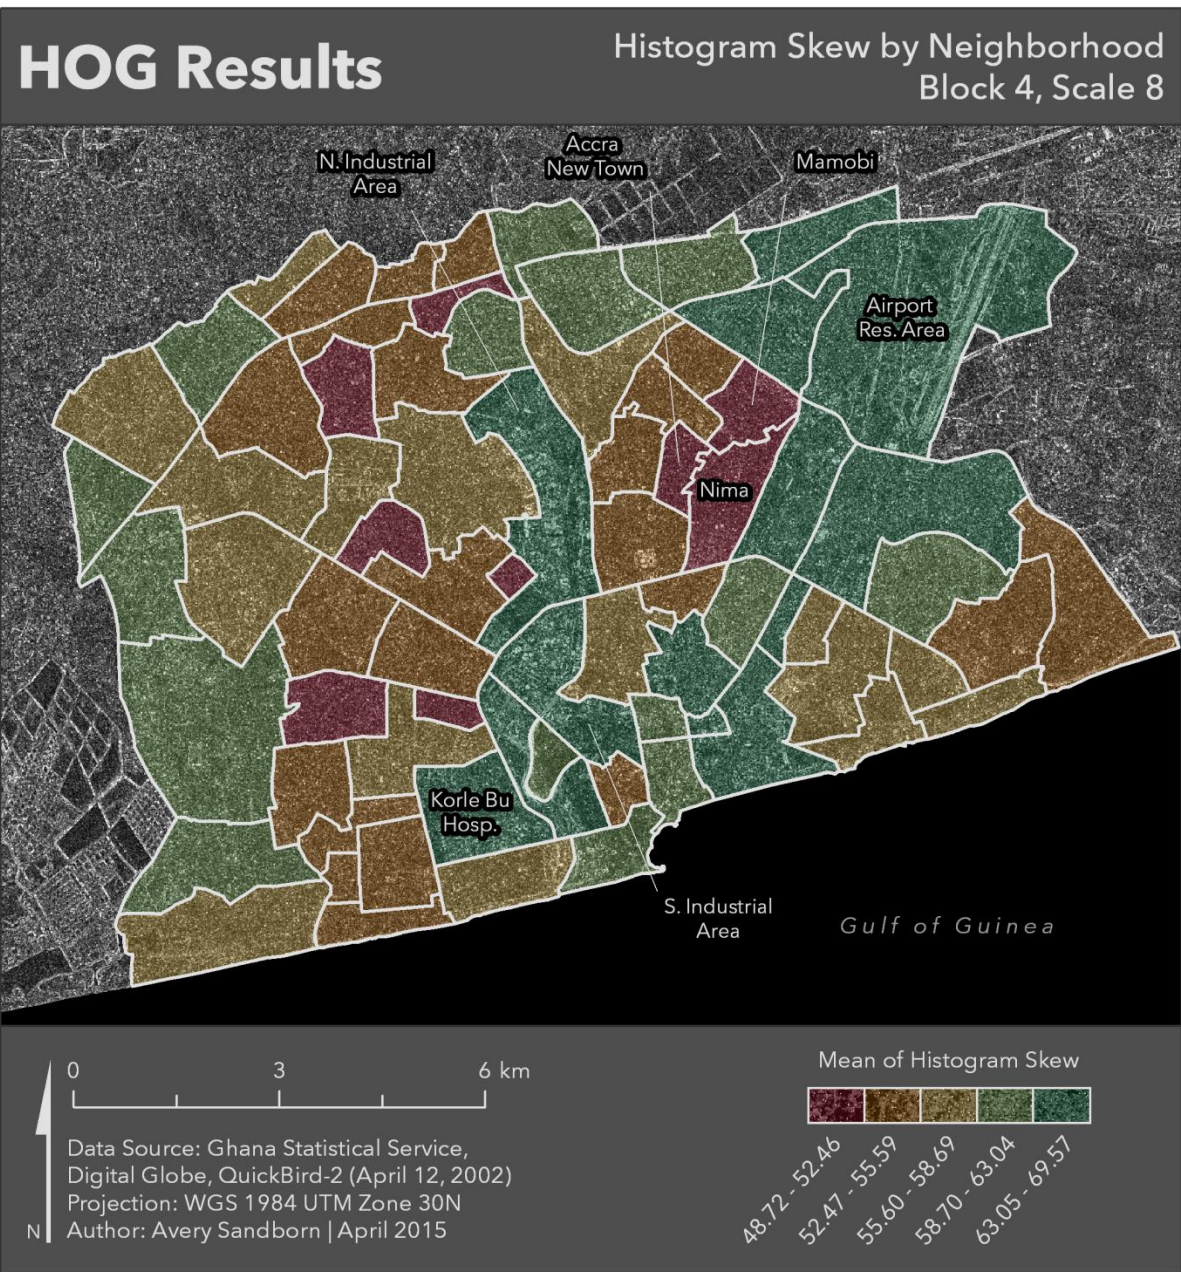 HOG Results
Histogram Skew by Neighborhood
Block 4, Scale 8
N. Industrial
Area
Accra
New Town
Mamobi
Airport
Res. Area
Nima
Korle Bu
Hosp.
S. Industrial
Area
Gulf of Guinea
0 3 6 km
Data Source: Ghana Statistical Service,
Digital Globe, QuickBird-2 (April 12, 2002)
Projection: WGS 1984 UTM Zone 30N
Author: Avery Sandborn | April 2015
N
Mean of Histogram Skew
48.72 - 52.46
52.47 - 55.59
55.60 - 58.69
58.70 - 63.04
63.05 - 69.57